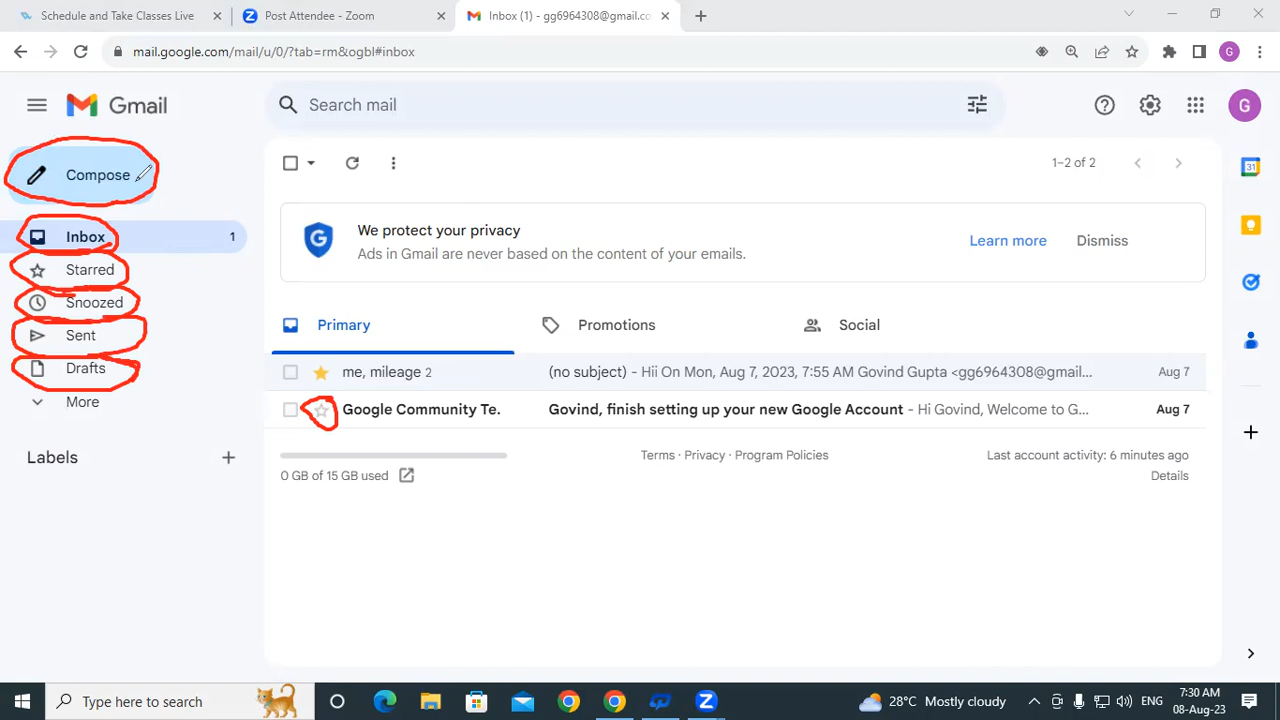 Schedule and Take Classes Live
Post Attendee - Zoom
Inbox (1) - gg6964308@gmail.co
mail.google.com/mail/u/0/?tab=rm&ogbl#inbox
G
Gmail
Search mail
G
Compose
1–2 of 2
31
Inbox 1
Starred
Snoozed
Sent
Drafts
More
Labels
G
We protect your privacy
Ads in Gmail are never based on the content of your emails.
Learn more
Dismiss
Primary
Promotions
Social
me, mileage 2 (no subject) - Hii On Mon, Aug 7, 2023, 7:55 AM Govind Gupta <gg6964308@gmail... Aug 7
Google Community Te. Govind, finish setting up your new Google Account - Hi Govind, Welcome to G... Aug 7
0 GB of 15 GB used
Terms · Privacy · Program Policies
Last account activity: 6 minutes ago
Details
Type here to search
28°C Mostly cloudy
ENG
7:30 AM
08-Aug-23